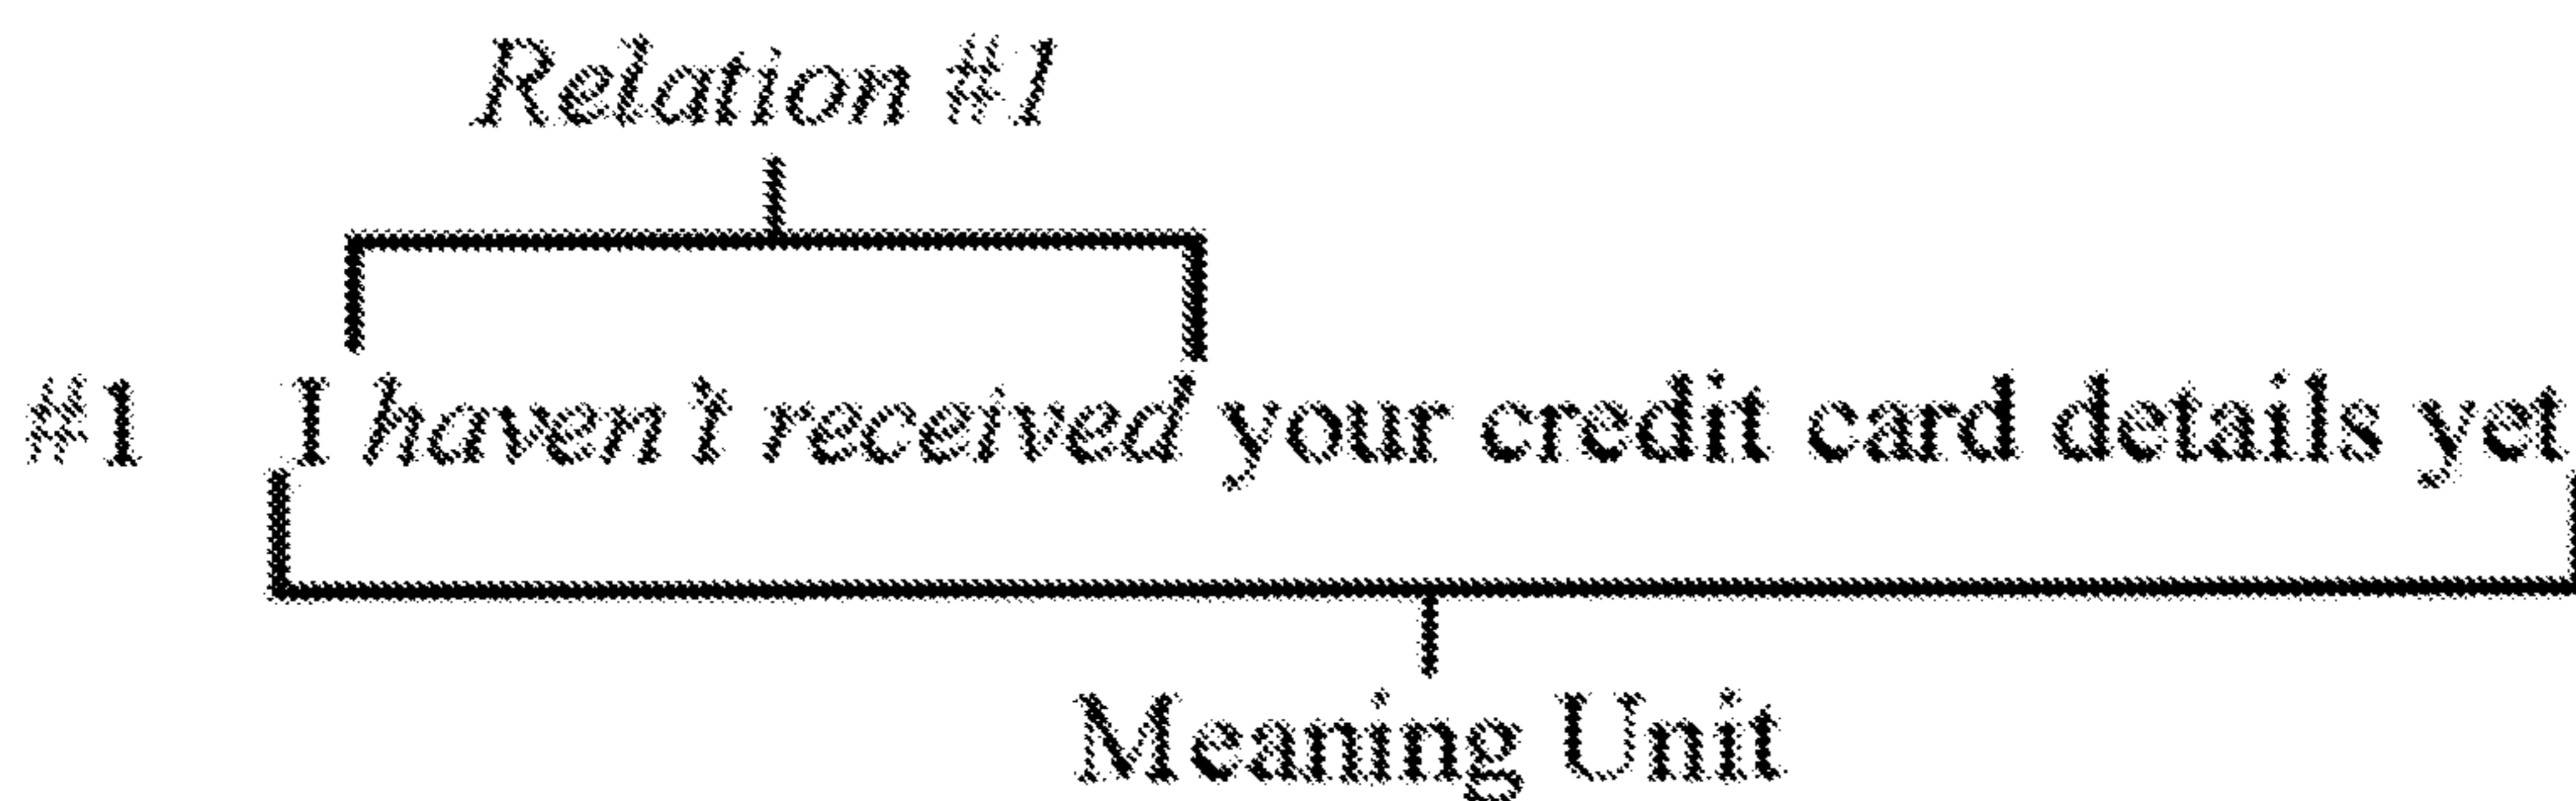 Relation #1
#1 I haven't received your credit card details yet
Meaning Unit